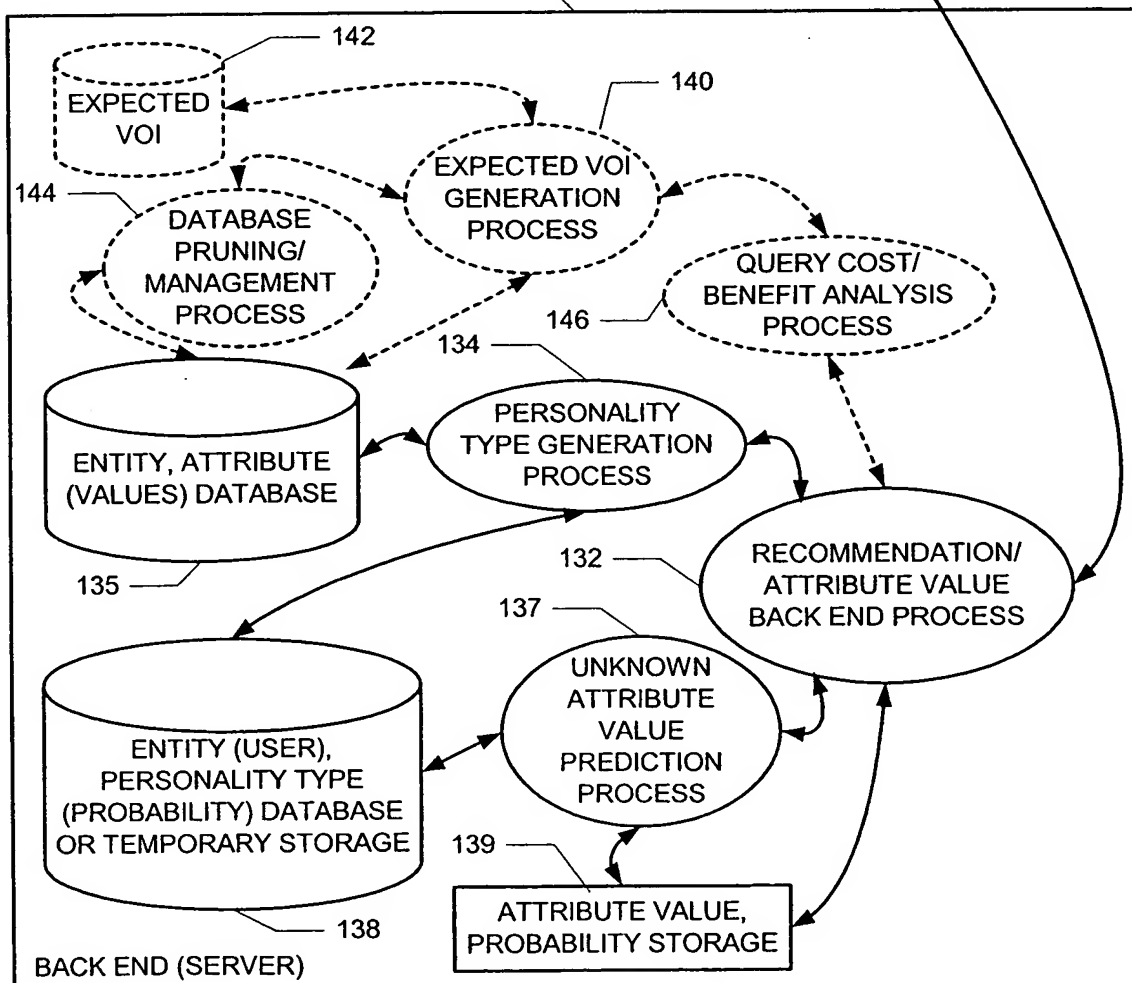 142
EXPECTED
VOI
140
EXPECTED VOI
GENERATION
PROCESS
144
DATABASE
PRUNING/
MANAGEMENT
PROCESS
QUERY COST/
BENEFIT ANALYSIS
PROCESS
146
134
PERSONALITY
TYPE GENERATION
PROCESS
ENTITY, ATTRIBUTE
(VALUES) DATABASE
135
132
RECOMMENDATION/
ATTRIBUTE VALUE
BACK END PROCESS
137
UNKNOWN
ATTRIBUTE
VALUE
PREDICTION
PROCESS
ENTITY (USER),
PERSONALITY TYPE
(PROBABILITY) DATABASE
OR TEMPORARY STORAGE
138
139
ATTRIBUTE VALUE,
PROBABILITY STORAGE
BACK END (SERVER)